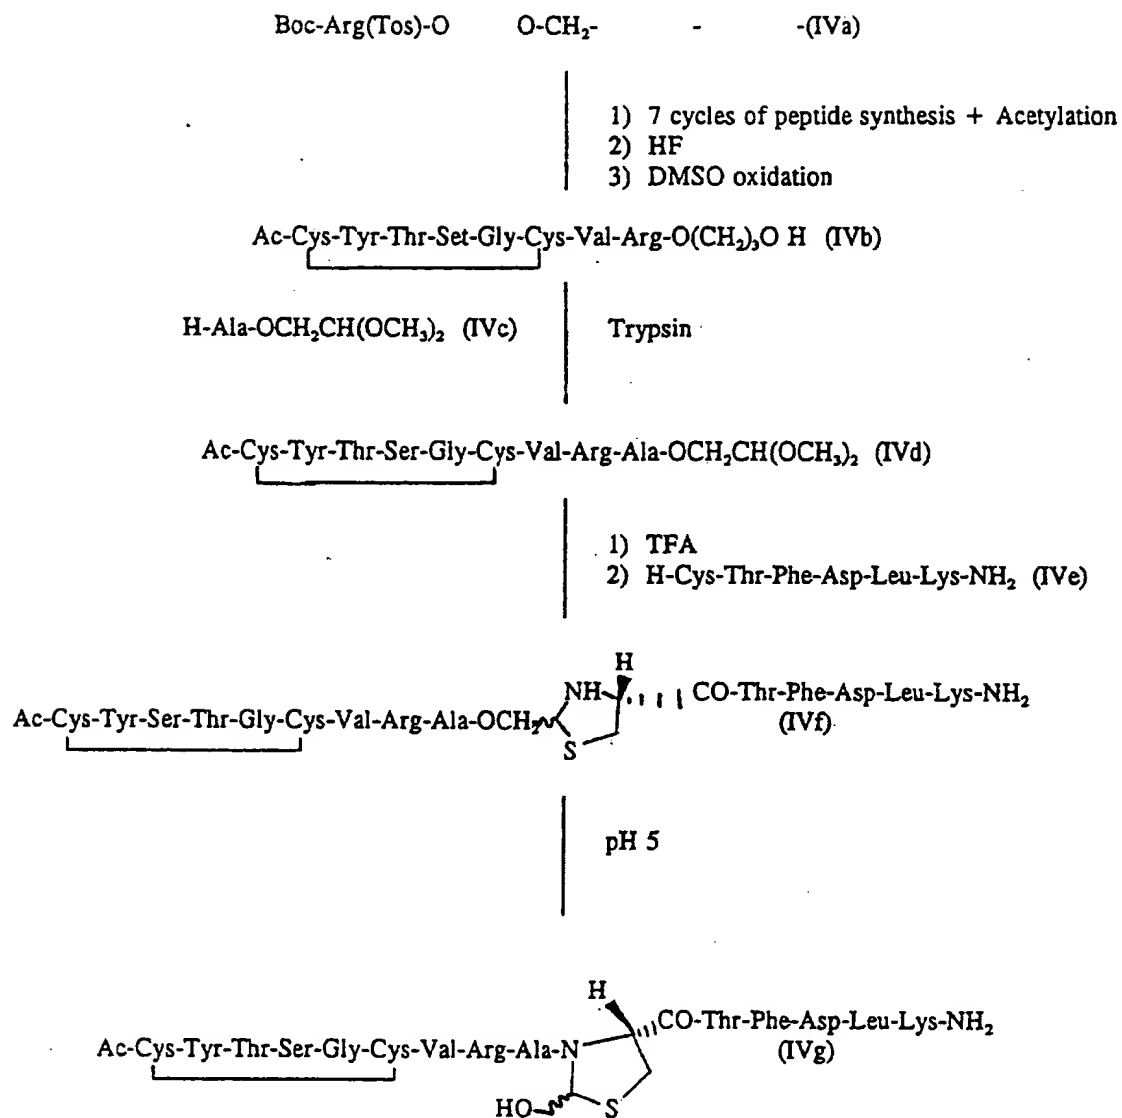 Boc-Arg(Tos)-O O-CH₂- - -(IVa)
1) 7 cycles of peptide synthesis + Acetylation
2) HF
3) DMSO oxidation
Ac-Cys-Tyr-Thr-Set-Gly-Cys-Val-Arg-O(CH₂)₃O H (IVb)
H-Ala-OCH₂CH(OCH₃)₂ (IVc) Trypsin
Ac-Cys-Tyr-Thr-Ser-Gly-Cys-Val-Arg-Ala-OCH₂CH(OCH₃)₂ (IVd)
1) TFA
2) H-Cys-Thr-Phe-Asp-Leu-Lys-NH₂ (IVe)
H
NH
CO-Thr-Phe-Asp-Leu-Lys-NH₂
(IVf)
Ac-Cys-Tyr-Ser-Thr-Gly-Cys-Val-Arg-Ala-OCH₂
S
pH 5
H
CO-Thr-Phe-Asp-Leu-Lys-NH₂
(IVg)
Ac-Cys-Tyr-Thr-Ser-Gly-Cys-Val-Arg-Ala-N
HO S